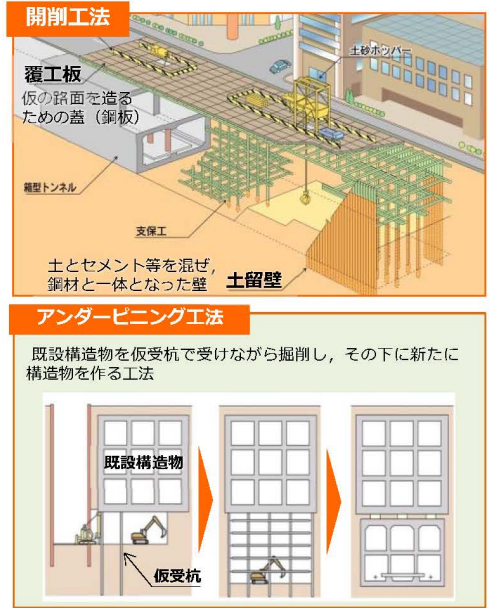 開削工法
土砂ホッパー
覆工板
仮の路面を造る
ための蓋（鋼板）
箱型トンネル
支保工
土とセメント等を混ぜ，
鋼材と一体となった壁
土留壁
アンダーピニング工法
既設構造物を仮受杭で受けながら掘削し，その下に新たに
構造物を作る工法
既設構造物
仮受杭